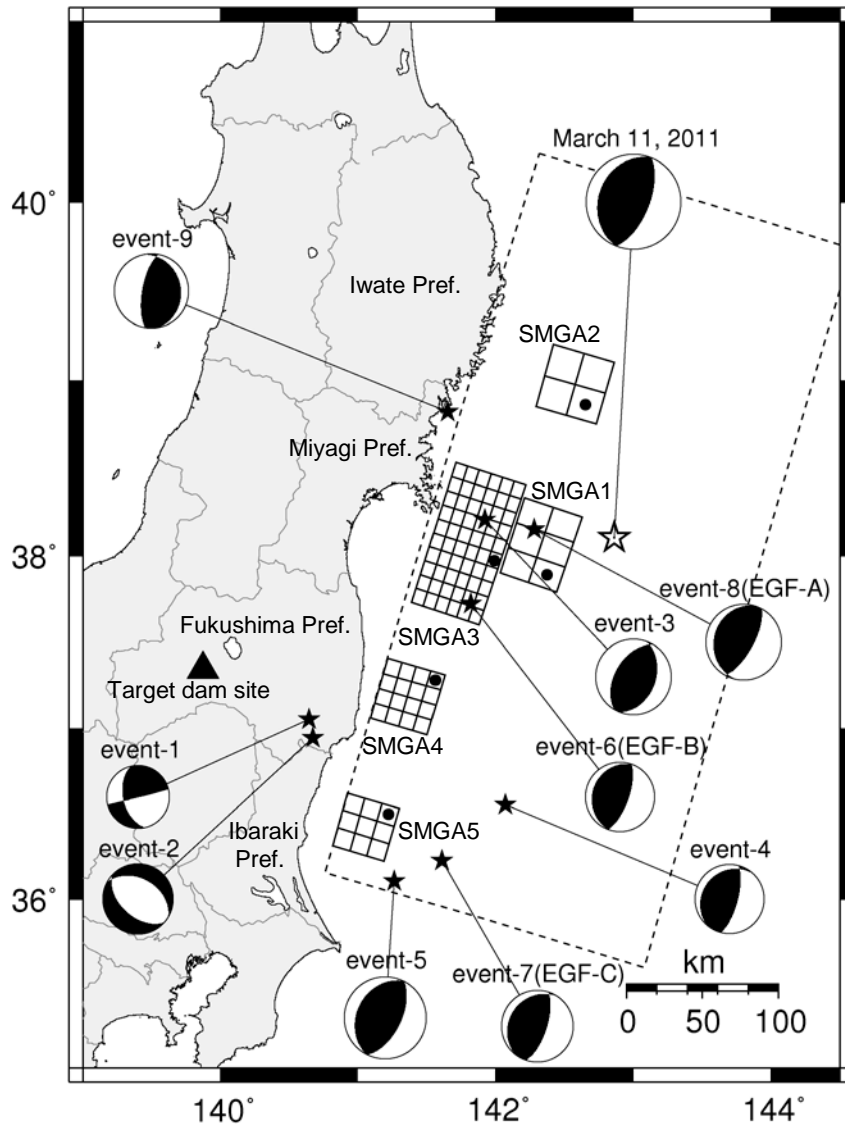 March 11, 2011
40°
event-9
Iwate Pref.
SMGA2
Miyagi Pref.
SMGA1
38°
event-8(EGF-A)
event-3
Fukushima Pref.
SMGA3
Target dam site
event-1
SMGA4
event-6(EGF-B)
Ibaraki
Pref.
SMGA5
event-2
event-4
36°
event-5
event-7(EGF-C)
km
0 50 100
140°
142°
144°